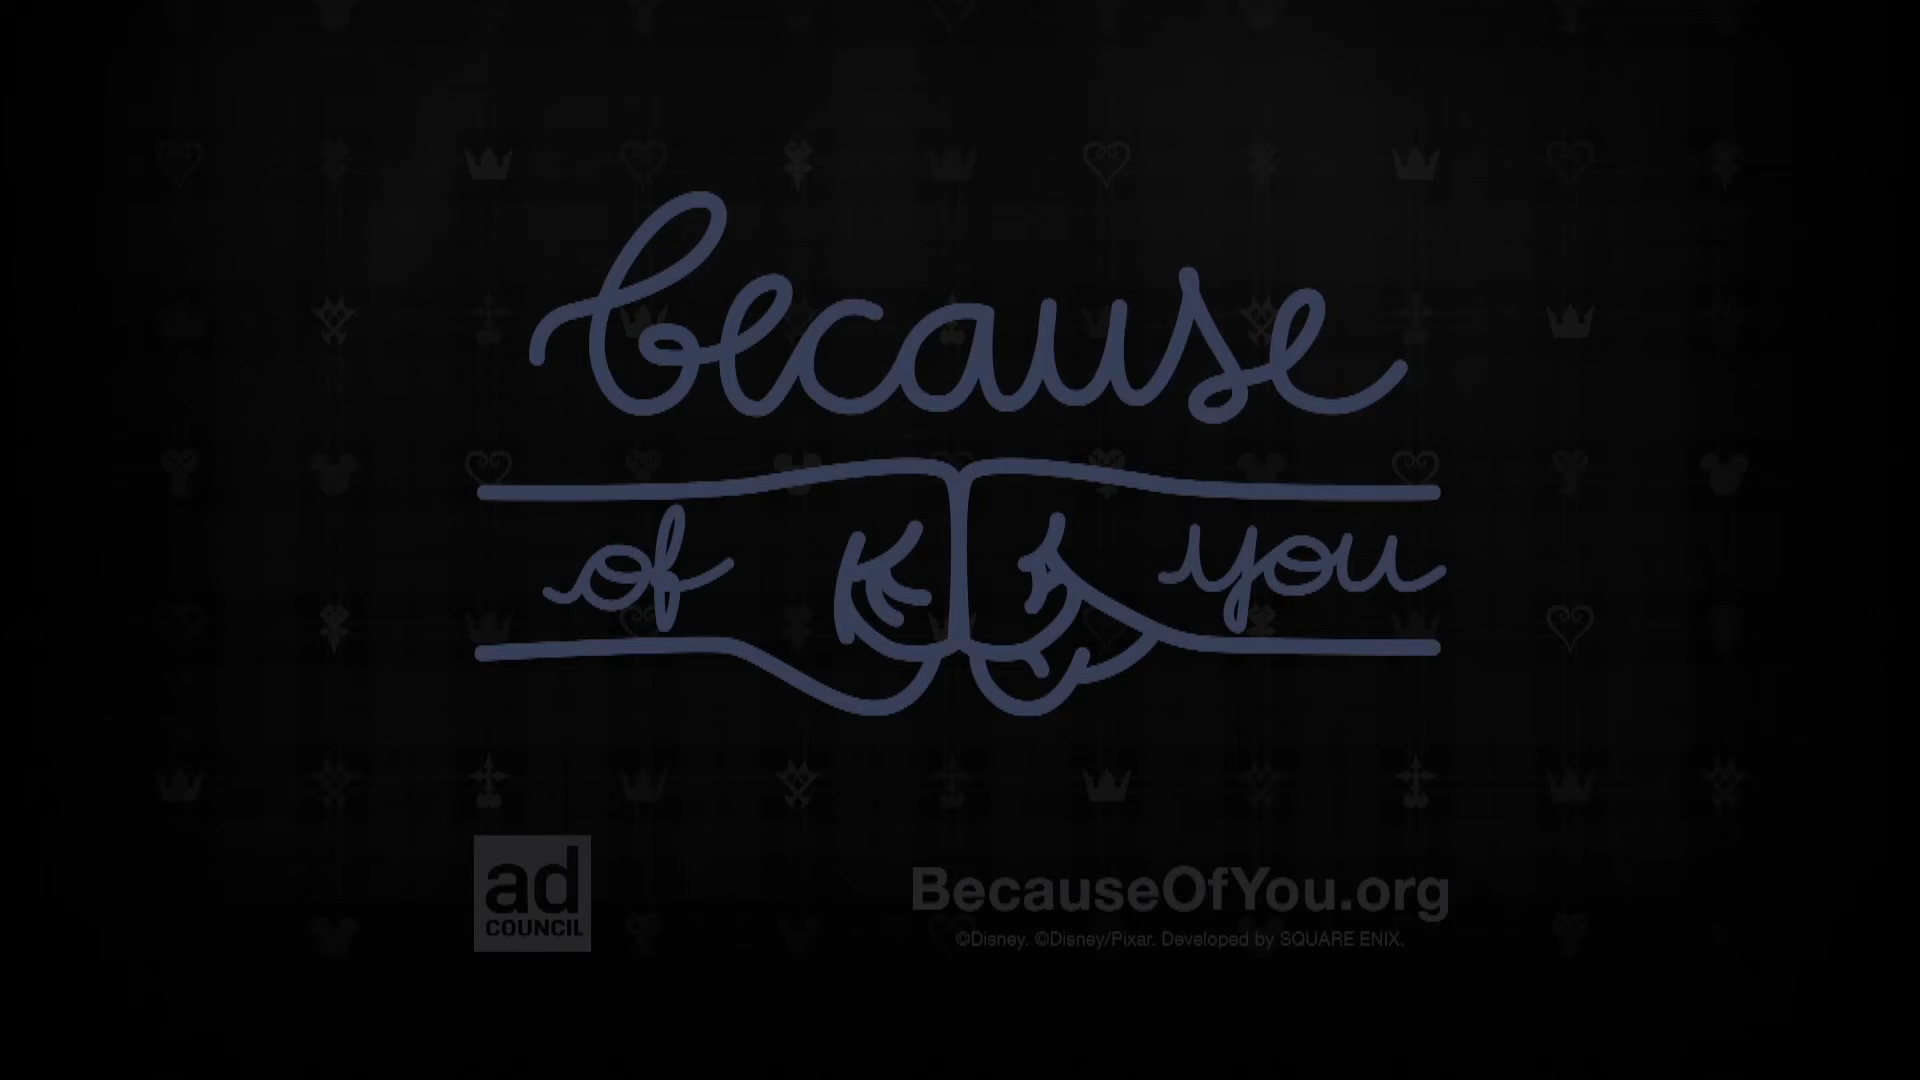 because
of you
ad
COUNCIL
BecauseOfYou.org
©Disney. ©Disney/Pixar. Developed by SQUARE ENIX.